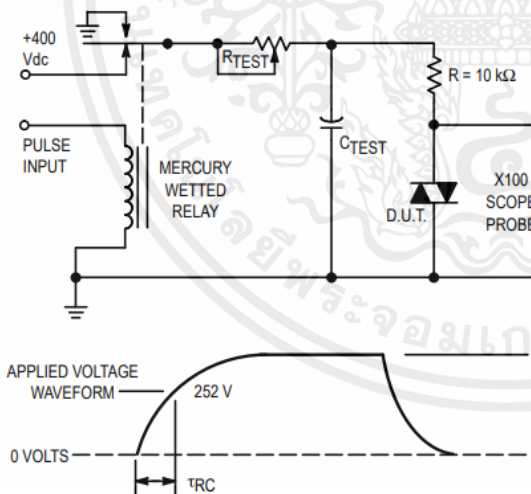 +400
Vdc
RTEST
R = 10 kΩ
PULSE
INPUT
MERCURY
WETTED
RELAY
CTEST
D.U.T.
X100
SCOPE
PROBE
APPLIED VOLTAGE
WAVEFORM
252 V
0 VOLTS
τRC